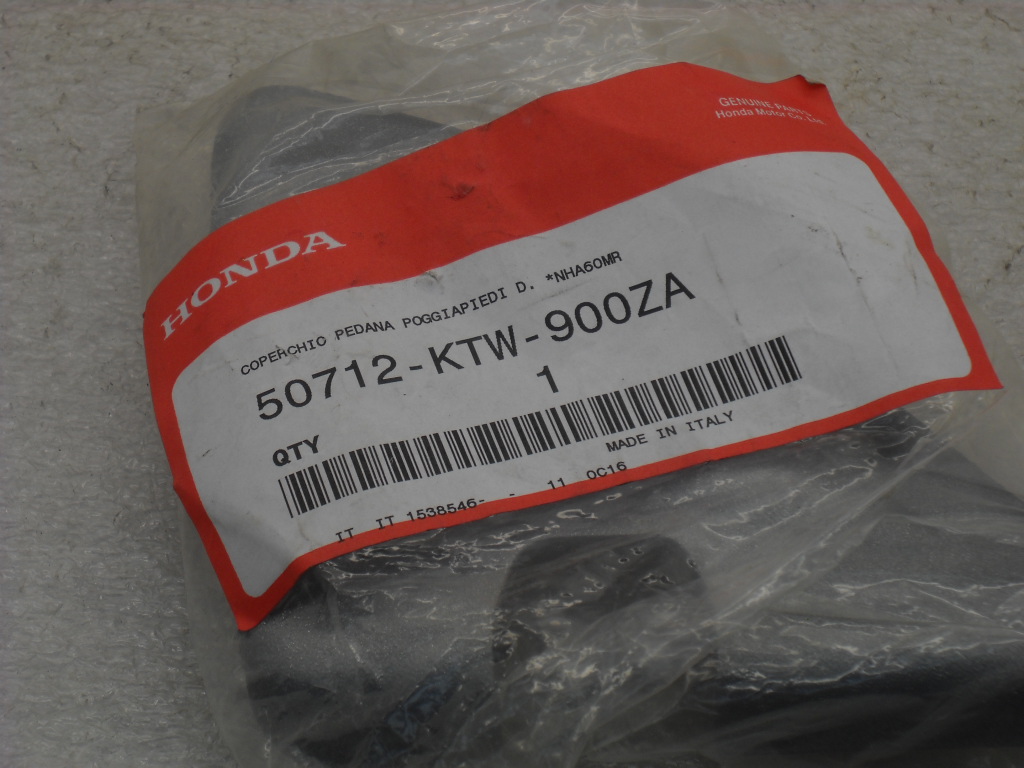 GENUINE PARTS
Honda Motor Co., Ltd.
HONDA
COPERCHIO PEDANA POGGIAPIEDI D. *NHA60MR
50712-KTW-900ZA
QTY 1
MADE IN ITALY
IT IT 1538546- - 11 OC16